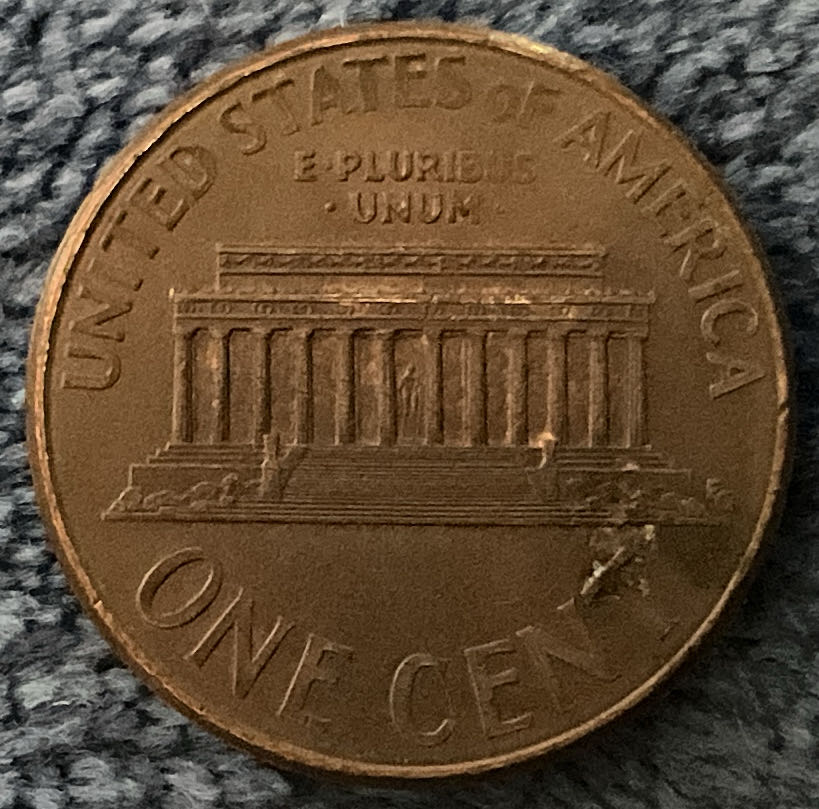 UNITED STATES OF AMERICA
E·PLURIBUS
·UNUM·
ONE CENT